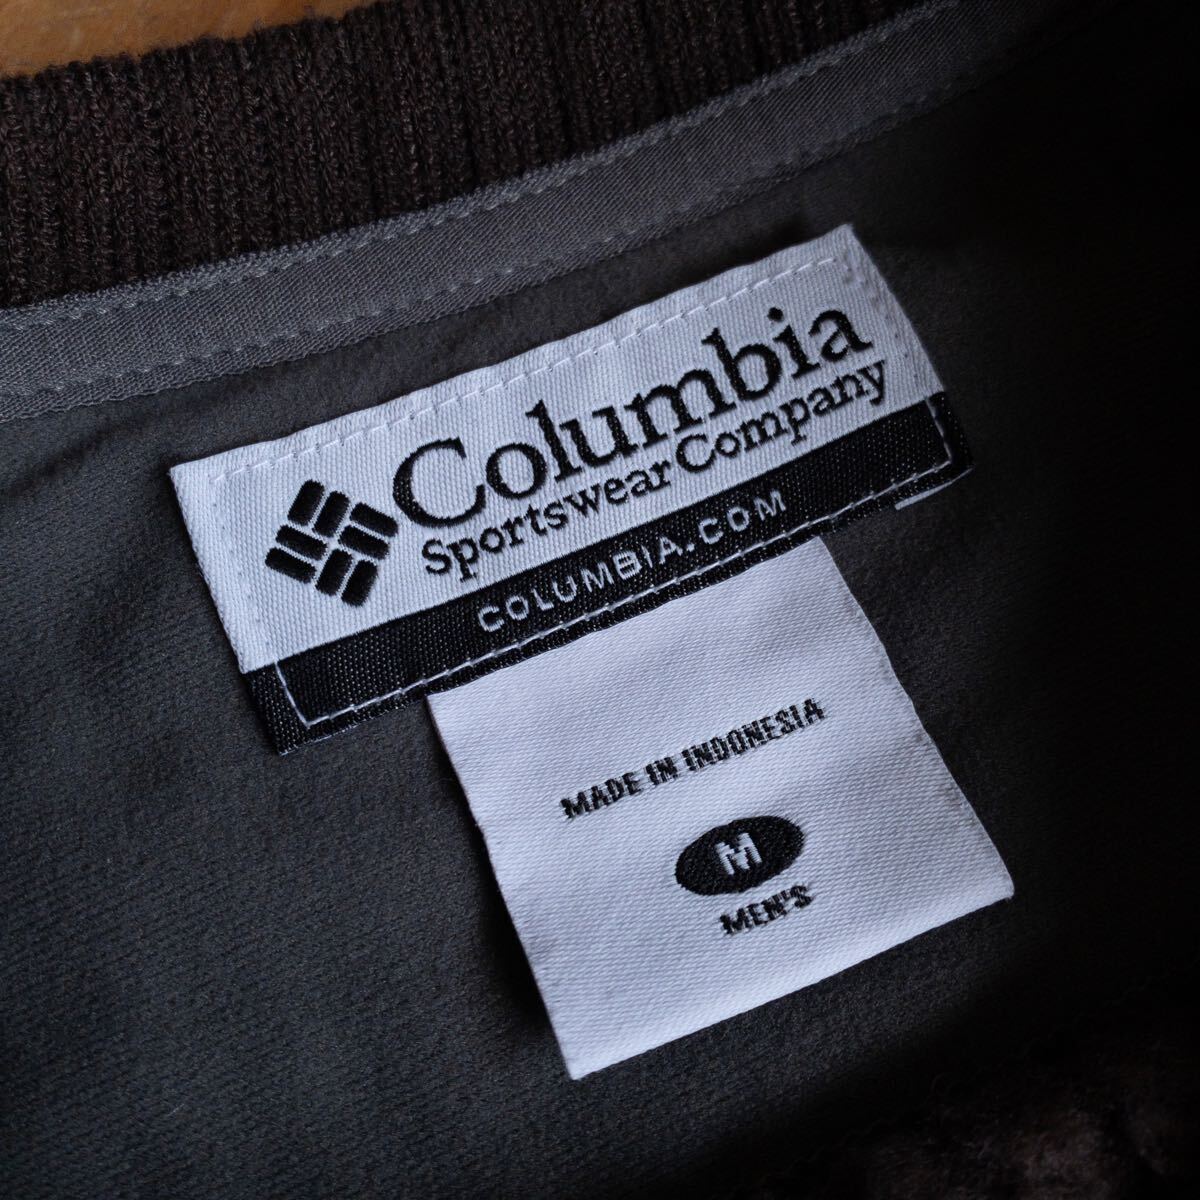 Columbia
Sportswear Company
COLUMBIA.COM
MADE IN INDONESIA
M
MEN'S